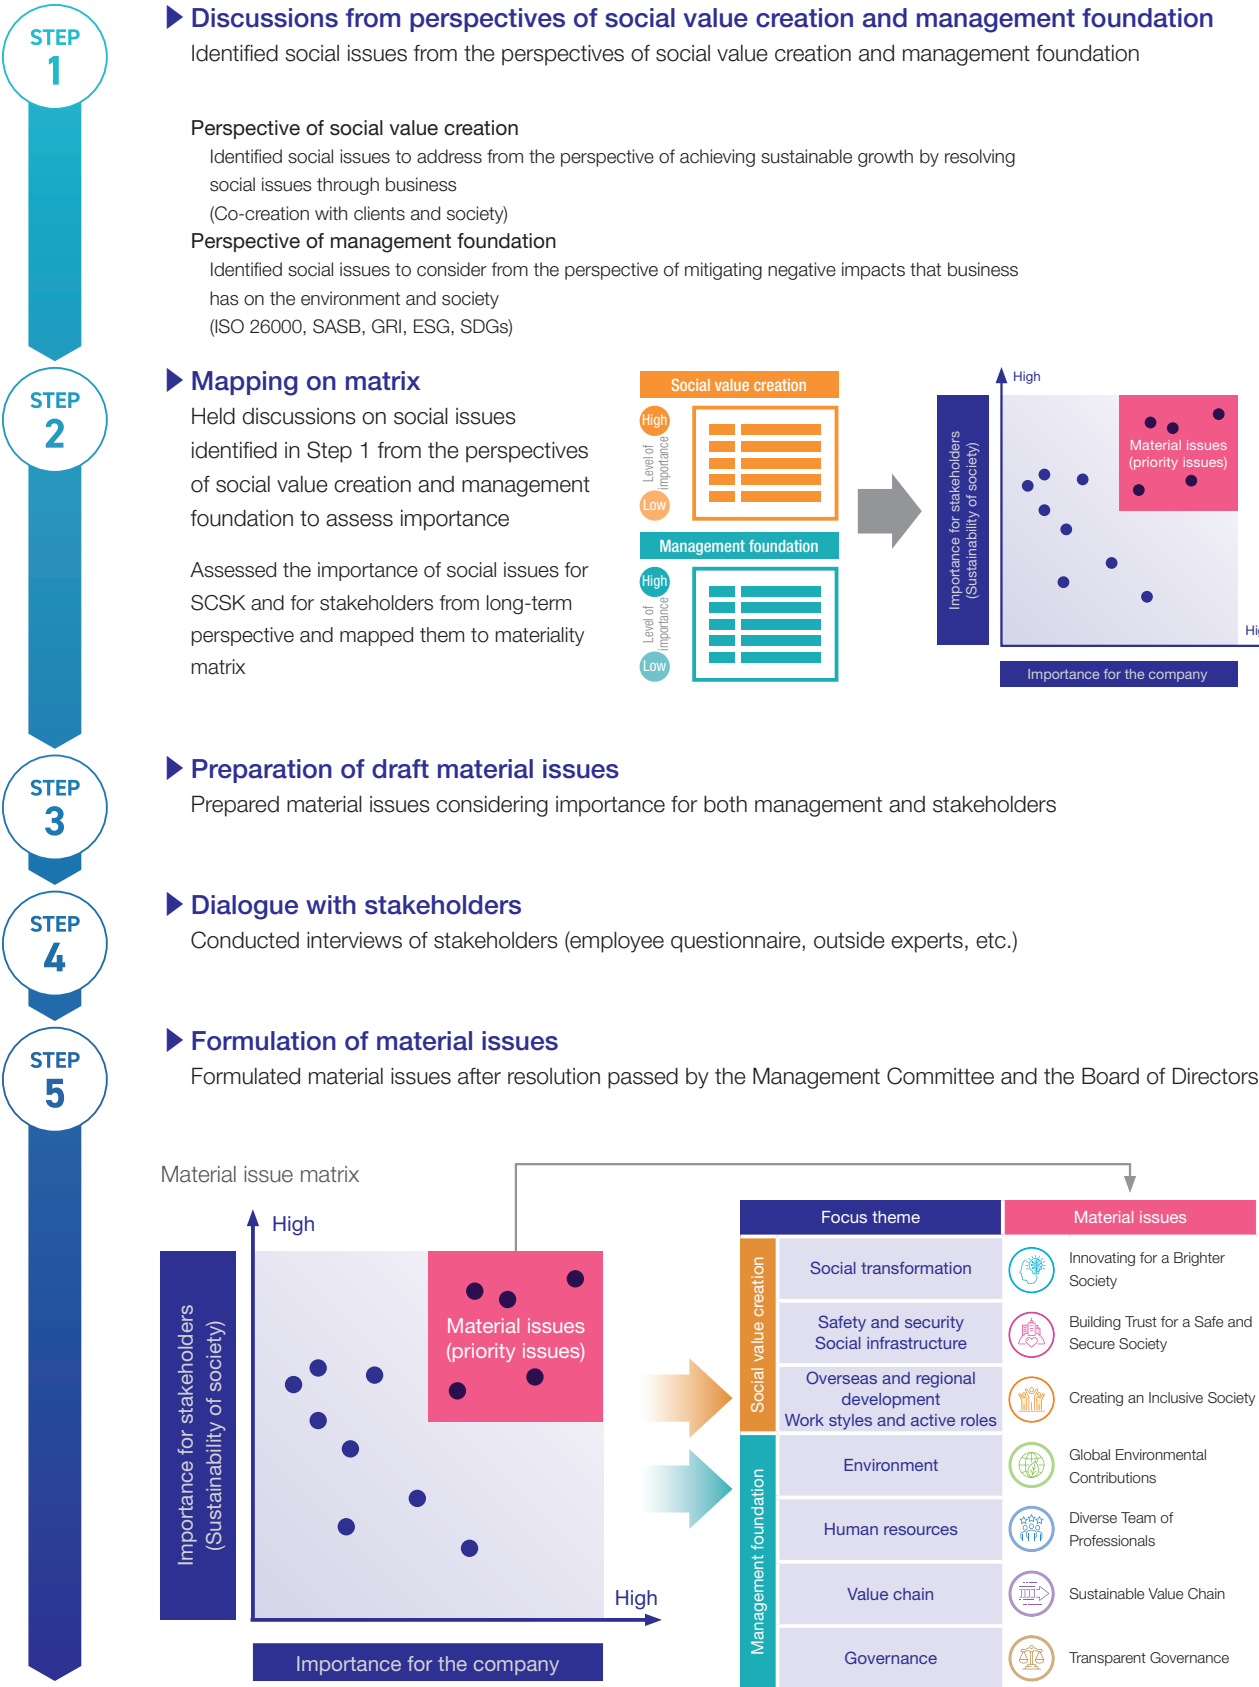 STEP
1
Discussions from perspectives of social value creation and management foundation
Identified social issues from the perspectives of social value creation and management foundation
Perspective of social value creation
Identified social issues to address from the perspective of achieving sustainable growth by resolving
social issues through business
(Co-creation with clients and society)
Perspective of management foundation
Identified social issues to consider from the perspective of mitigating negative impacts that business
has on the environment and society
(ISO 26000, SASB, GRI, ESG, SDGs)
STEP
2
Mapping on matrix
Held discussions on social issues
identified in Step 1 from the perspectives
of social value creation and management
foundation to assess importance
Assessed the importance of social issues for
SCSK and for stakeholders from long-term
perspective and mapped them to materiality
matrix
Social value creation
High
Level of
importance
Low
Management foundation
High
Level of
importance
Low
High
Importance for stakeholders
(Sustainability of society)
Material issues
(priority issues)
Importance for the company
STEP
3
Preparation of draft material issues
Prepared material issues considering importance for both management and stakeholders
STEP
4
Dialogue with stakeholders
Conducted interviews of stakeholders (employee questionnaire, outside experts, etc.)
STEP
5
Formulation of material issues
Formulated material issues after resolution passed by the Management Committee and the Board of Directors
Material issue matrix
High
Importance for stakeholders
(Sustainability of society)
Material issues
(priority issues)
High
Importance for the company
Focus theme
Material issues
Social value creation
Social transformation
Innovating for a Brighter
Society
Safety and security
Social infrastructure
Building Trust for a Safe and
Secure Society
Overseas and regional
development
Work styles and active roles
Creating an Inclusive Society
Management foundation
Environment
Global Environmental
Contributions
Human resources
Diverse Team of
Professionals
Value chain
Sustainable Value Chain
Governance
Transparent Governance